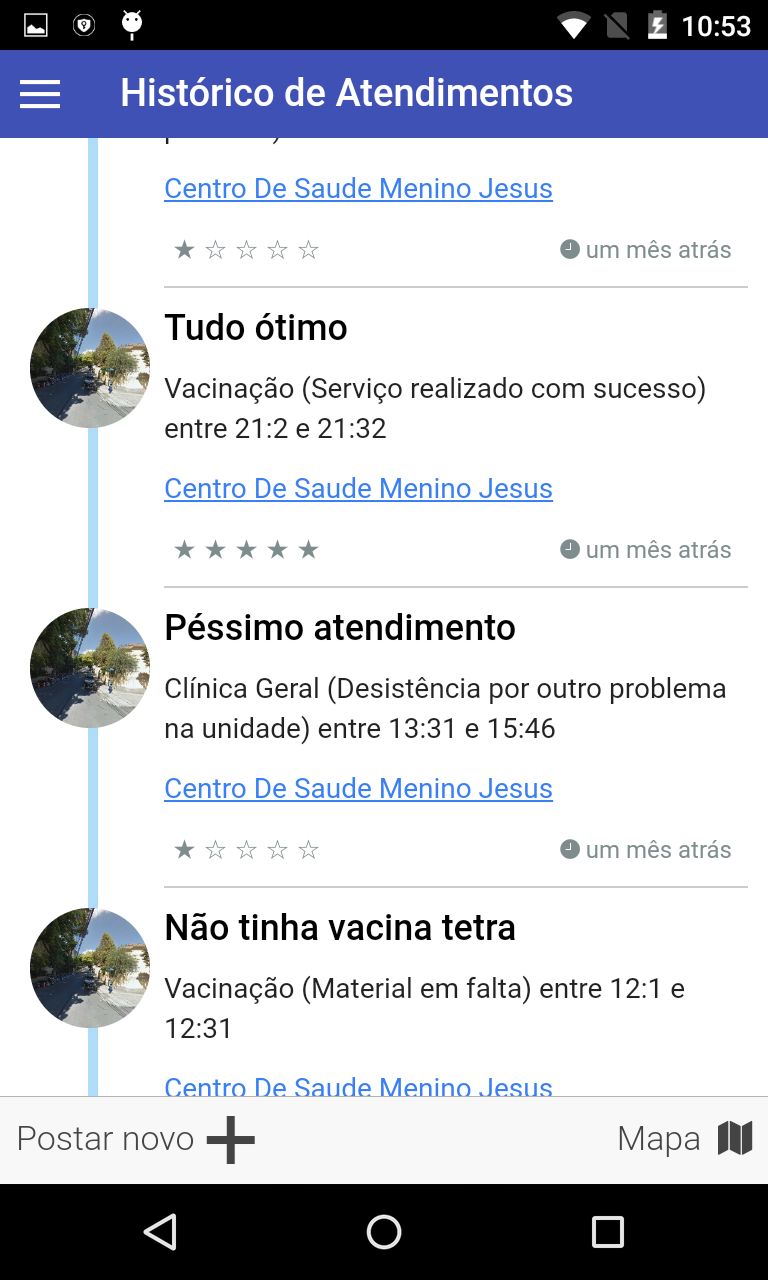 10:53
Histórico de Atendimentos
Centro De Saude Menino Jesus
★ ☆ ☆ ☆ ☆ um mês atrás
Tudo ótimo
Vacinação (Serviço realizado com sucesso)
entre 21:2 e 21:32
Centro De Saude Menino Jesus
★ ★ ★ ★ ★ um mês atrás
Péssimo atendimento
Clínica Geral (Desistência por outro problema
na unidade) entre 13:31 e 15:46
Centro De Saude Menino Jesus
★ ☆ ☆ ☆ ☆ um mês atrás
Não tinha vacina tetra
Vacinação (Material em falta) entre 12:1 e
12:31
Centro De Saude Menino Jesus
Postar novo Mapa